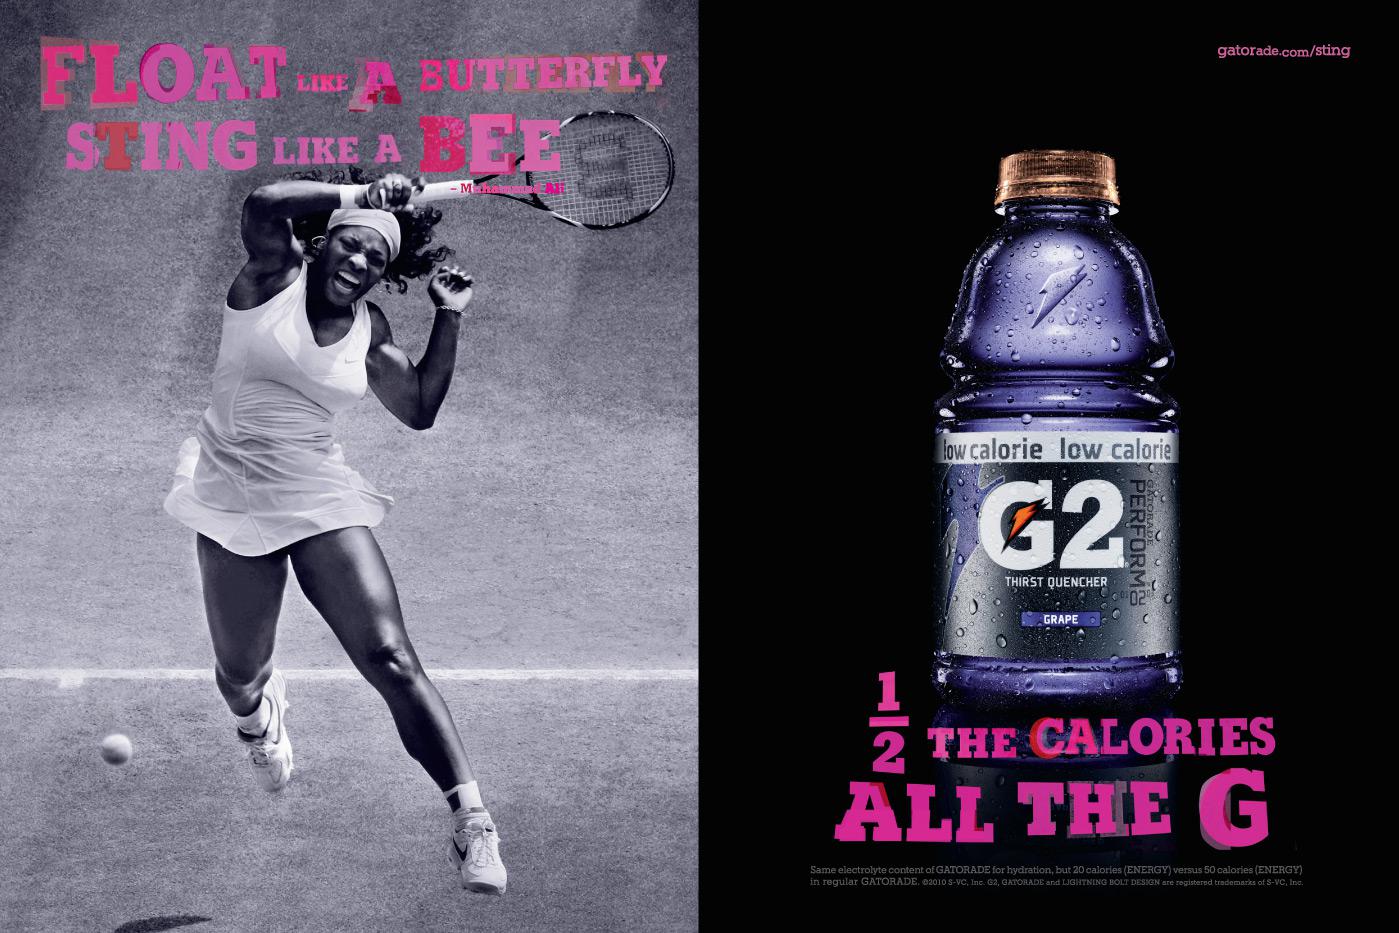 FLOAT LIKE A BUTTERFLY
STING LIKE A BEE
– Muhammad Ali
gatorade.com/sting
low calorie low calorie
G2
GATORADE
PERFORM 02
THIRST QUENCHER
GRAPE
1/2 THE CALORIES
ALL THE G
Same electrolyte content of GATORADE for hydration, but 20 calories (ENERGY) versus 50 calories (ENERGY)
in regular GATORADE. ©2010 S-VC, Inc. G2, GATORADE and LIGHTNING BOLT DESIGN are registered trademarks of S-VC, Inc.